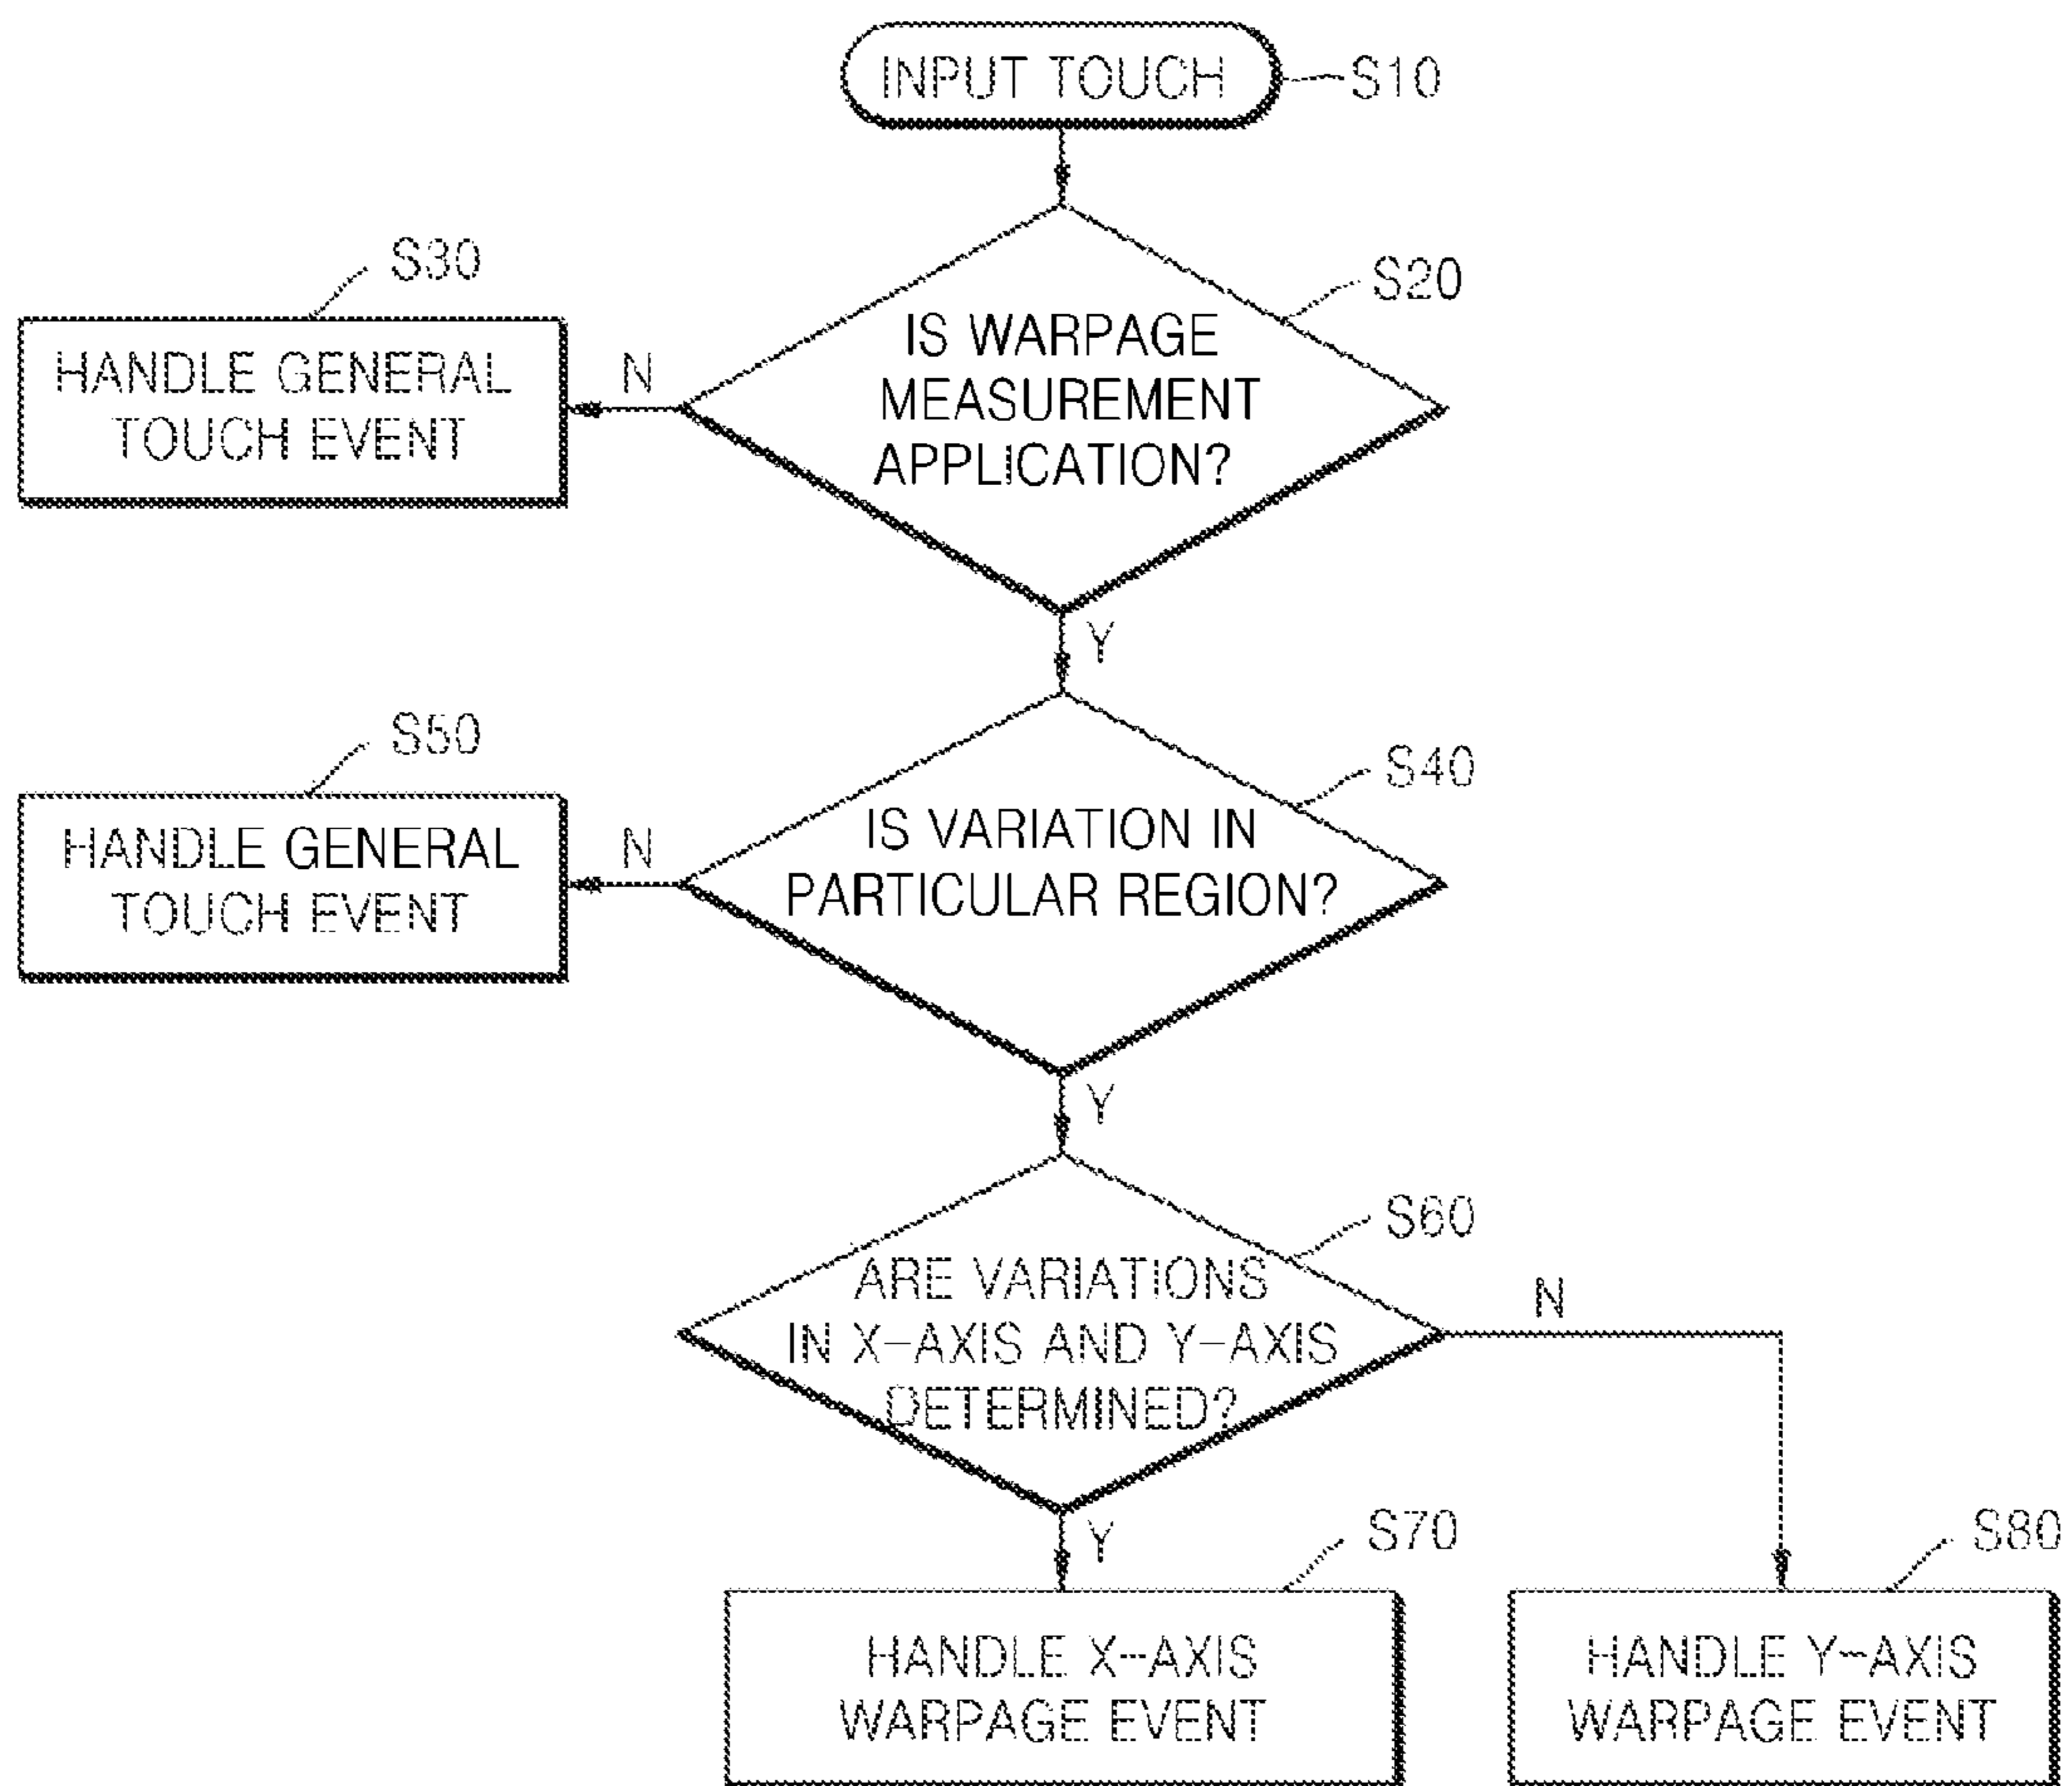 INPUT TOUCH
S10
S20
IS WARPAGE
MEASUREMENT
APPLICATION?
N
S30
HANDLE GENERAL
TOUCH EVENT
Y
S40
IS VARIATION IN
PARTICULAR REGION?
N
S50
HANDLE GENERAL
TOUCH EVENT
Y
S60
ARE VARIATIONS
IN X-AXIS AND Y-AXIS
DETERMINED?
N
Y
S70
HANDLE X-AXIS
WARPAGE EVENT
S80
HANDLE Y-AXIS
WARPAGE EVENT